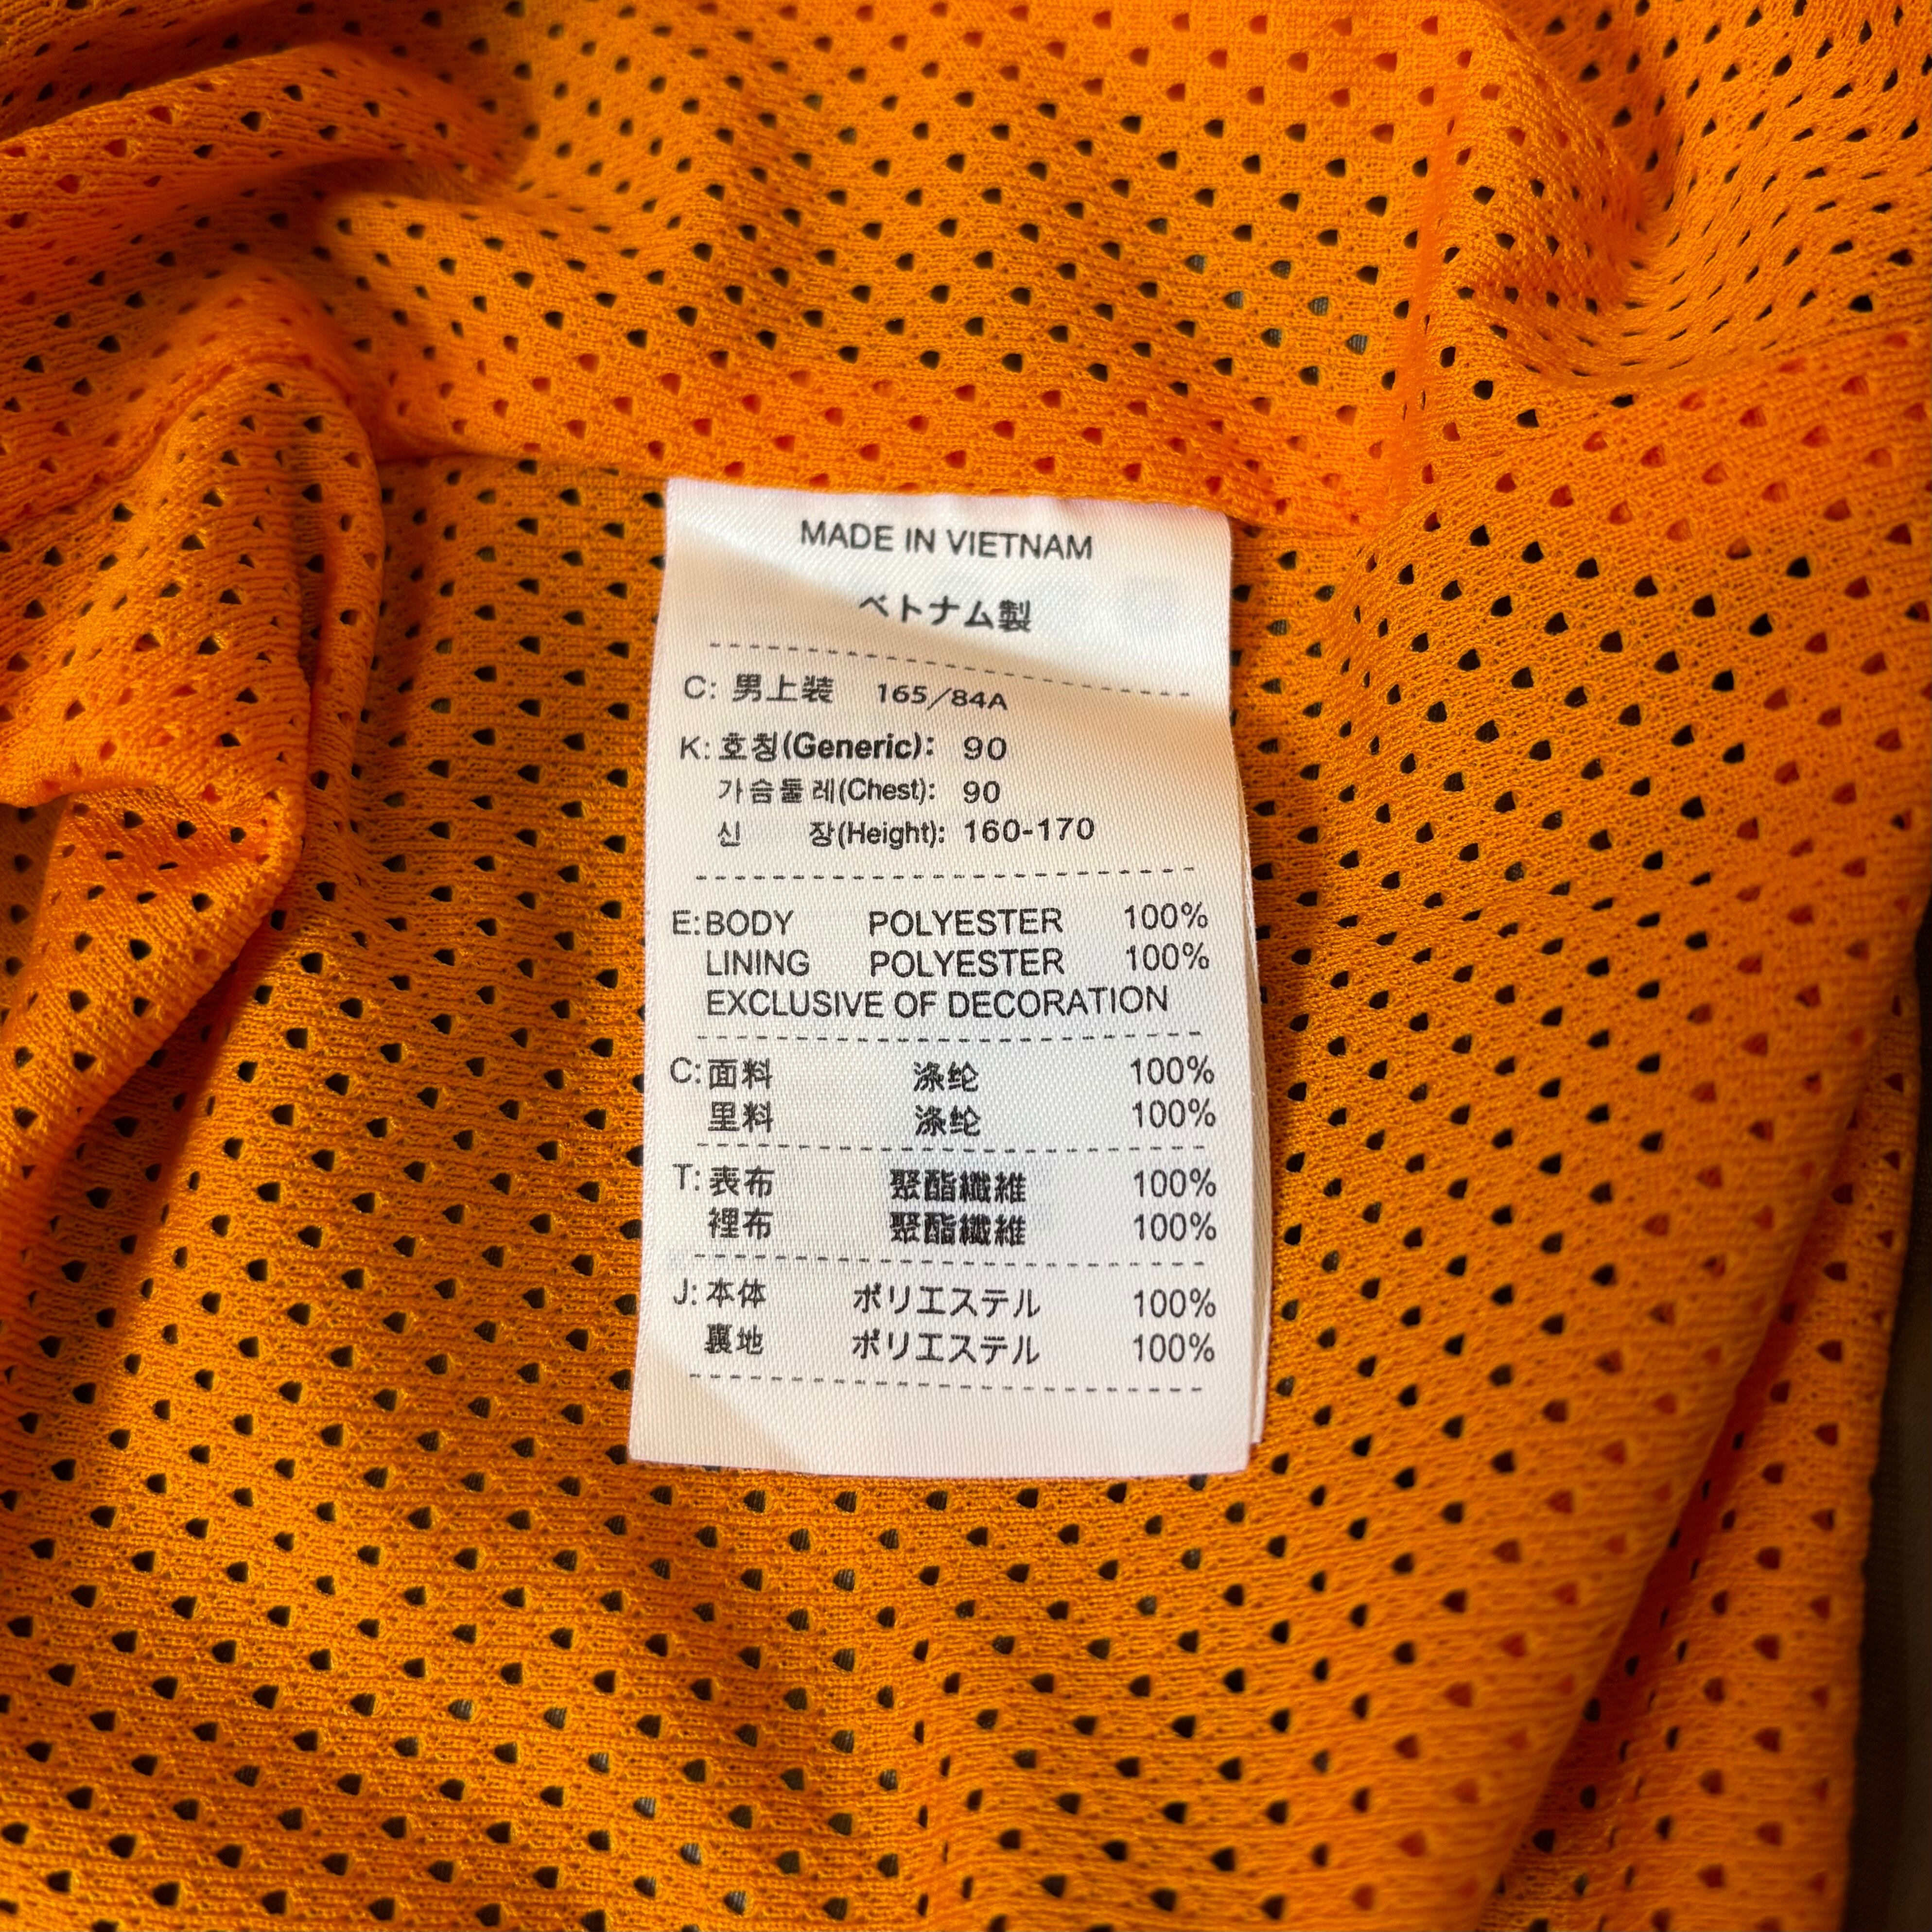 MADE IN VIETNAM
ベトナム製
C: 男上装 165/84A
K: 호칭(Generic): 90
가슴둘레(Chest): 90
신 장(Height): 160-170
E: BODY POLYESTER 100%
LINING POLYESTER 100%
EXCLUSIVE OF DECORATION
C: 面料 涤纶 100%
里料 涤纶 100%
T: 表布 聚酯纖維 100%
裡布 聚酯纖維 100%
J: 本体 ポリエステル 100%
裏地 ポリエステル 100%